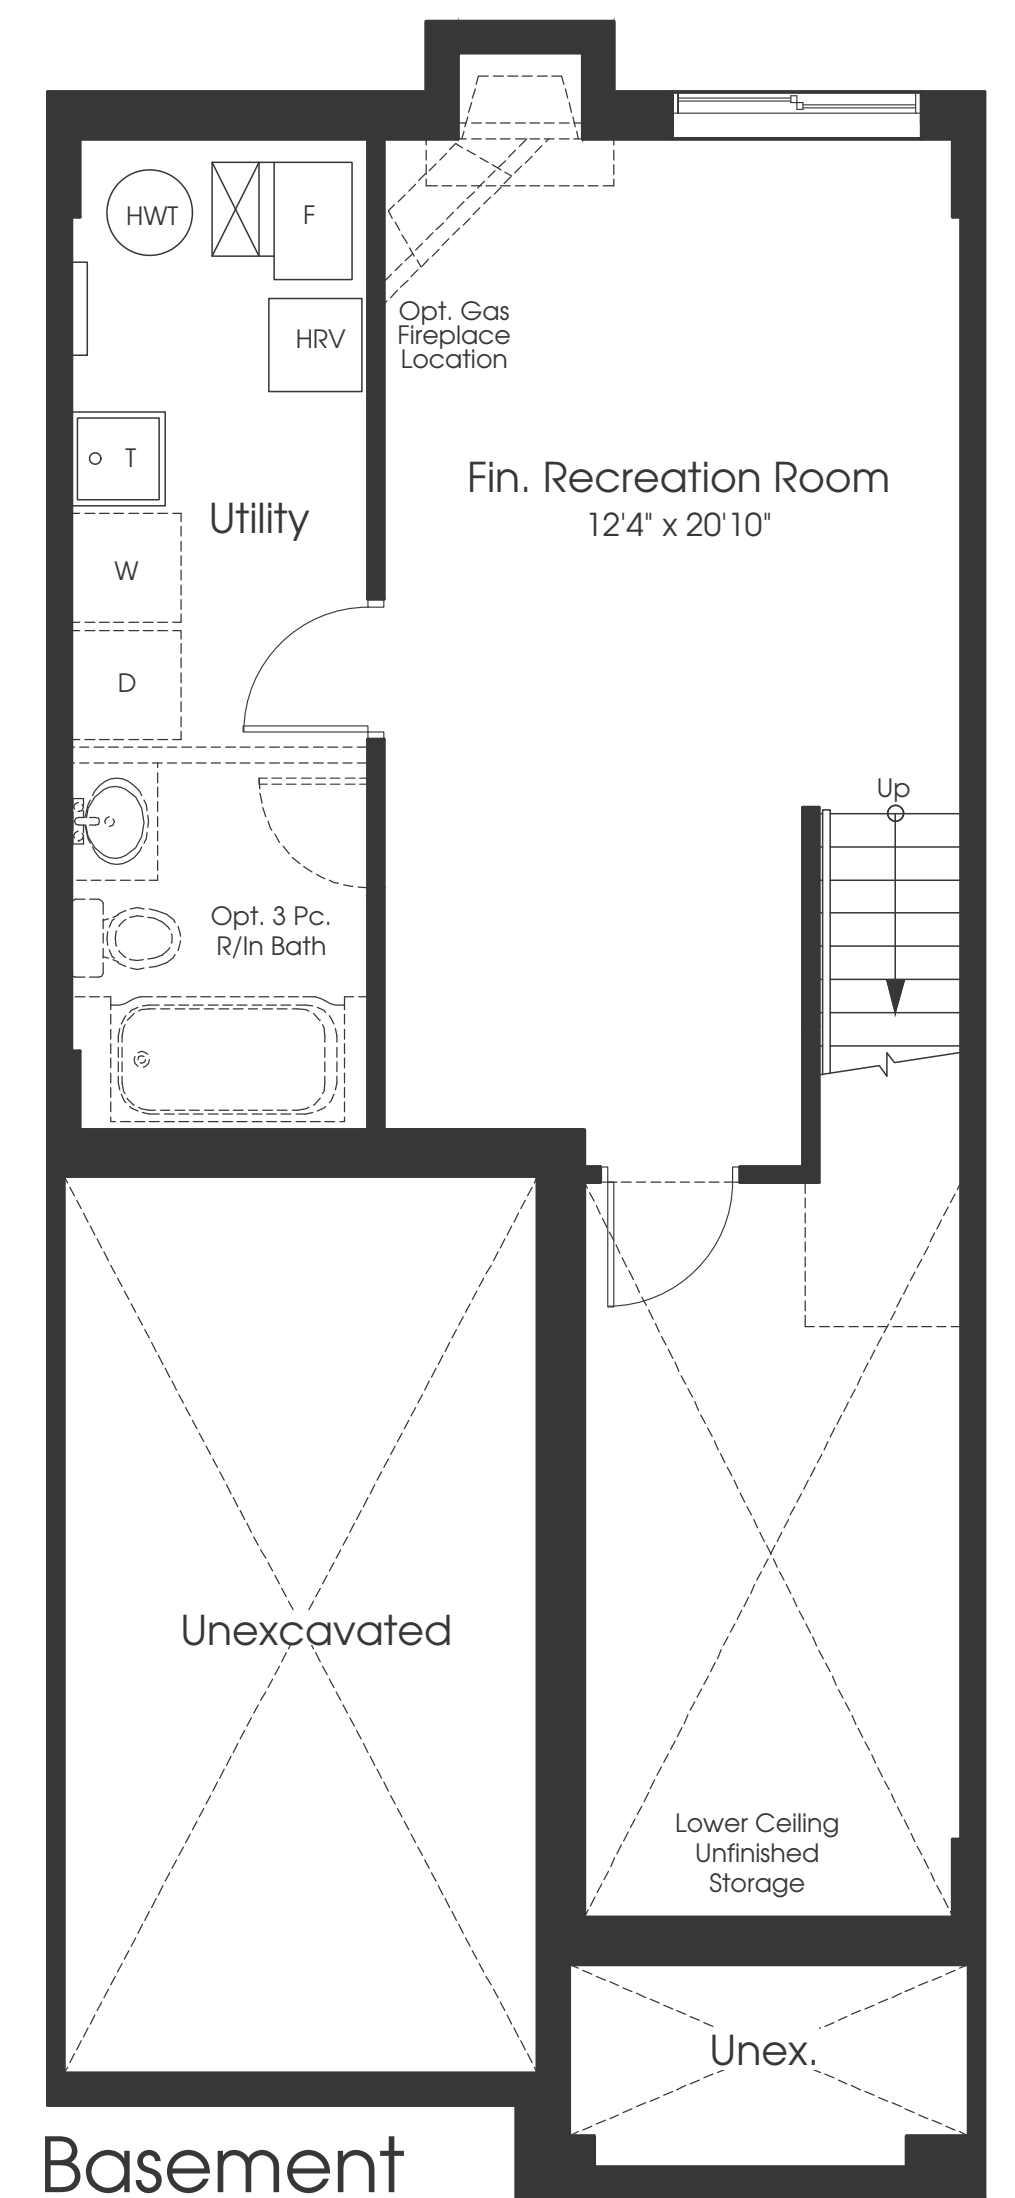 HWT
F
HRV
Opt. Gas
Fireplace
Location
T
Fin. Recreation Room
12'4" x 20'10"
Utility
W
D
Up
Opt. 3 Pc.
R/In Bath
Unexcavated
Lower Ceiling
Unfinished
Storage
Unex.
Basement